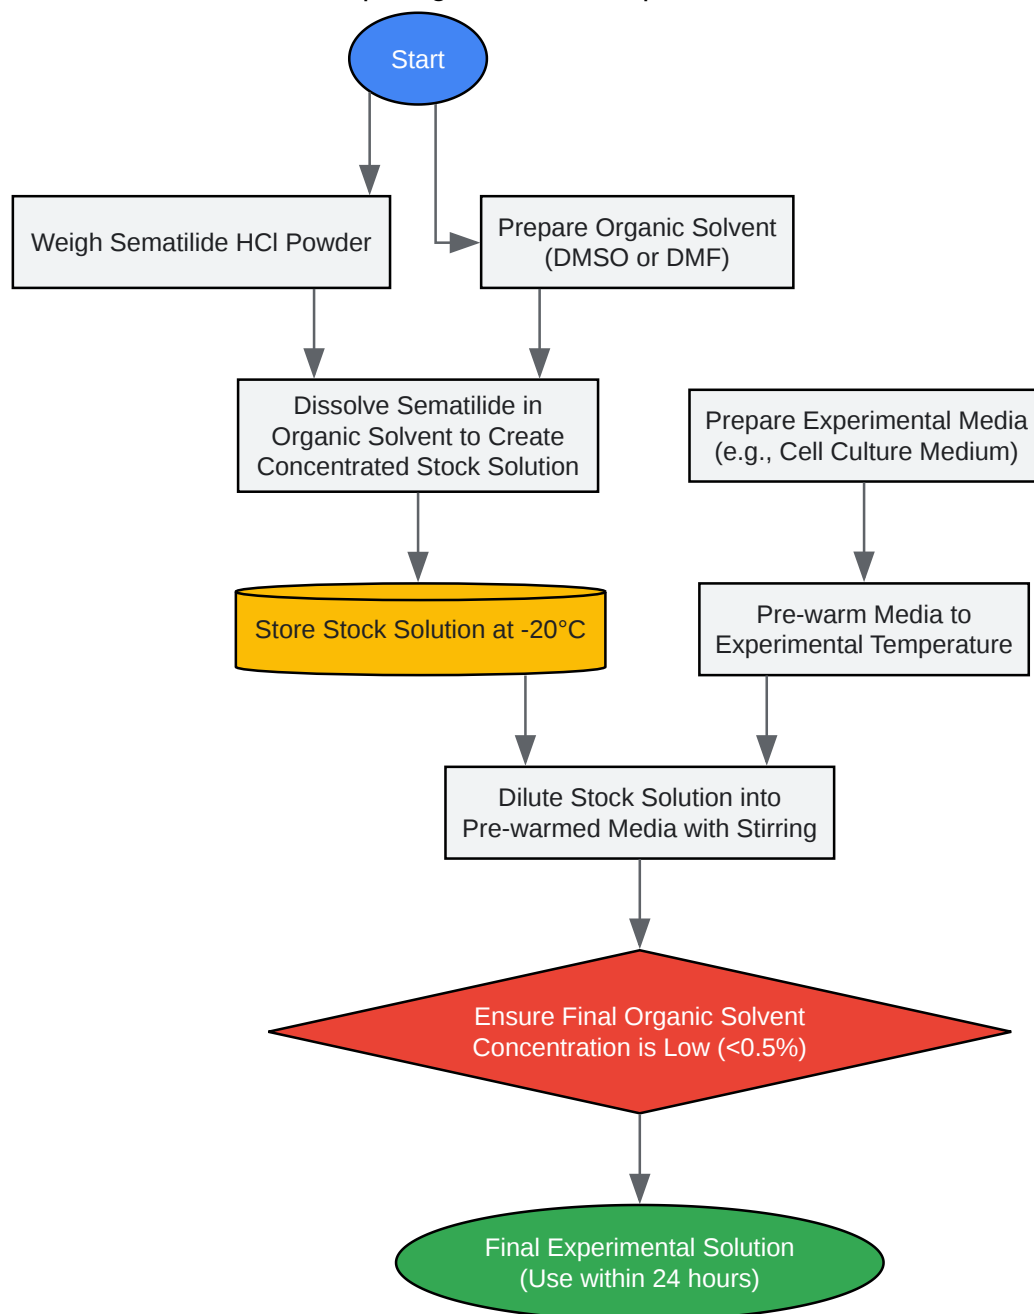 Start
Weigh Sematilide HCl Powder
Prepare Organic Solvent
(DMSO or DMF)
Dissolve Sematilide in
Organic Solvent to Create
Concentrated Stock Solution
Prepare Experimental Media
(e.g., Cell Culture Medium)
Store Stock Solution at -20°C
Pre-warm Media to
Experimental Temperature
Dilute Stock Solution into
Pre-warmed Media with Stirring
Ensure Final Organic Solvent
Concentration is Low (<0.5%)
Final Experimental Solution
(Use within 24 hours)